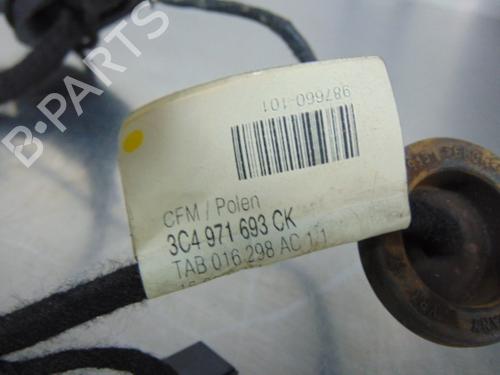 B-PARTS
987660-101
CFM / Polen
3C4 971 693 CK
TAB 016 298 AC 1/1